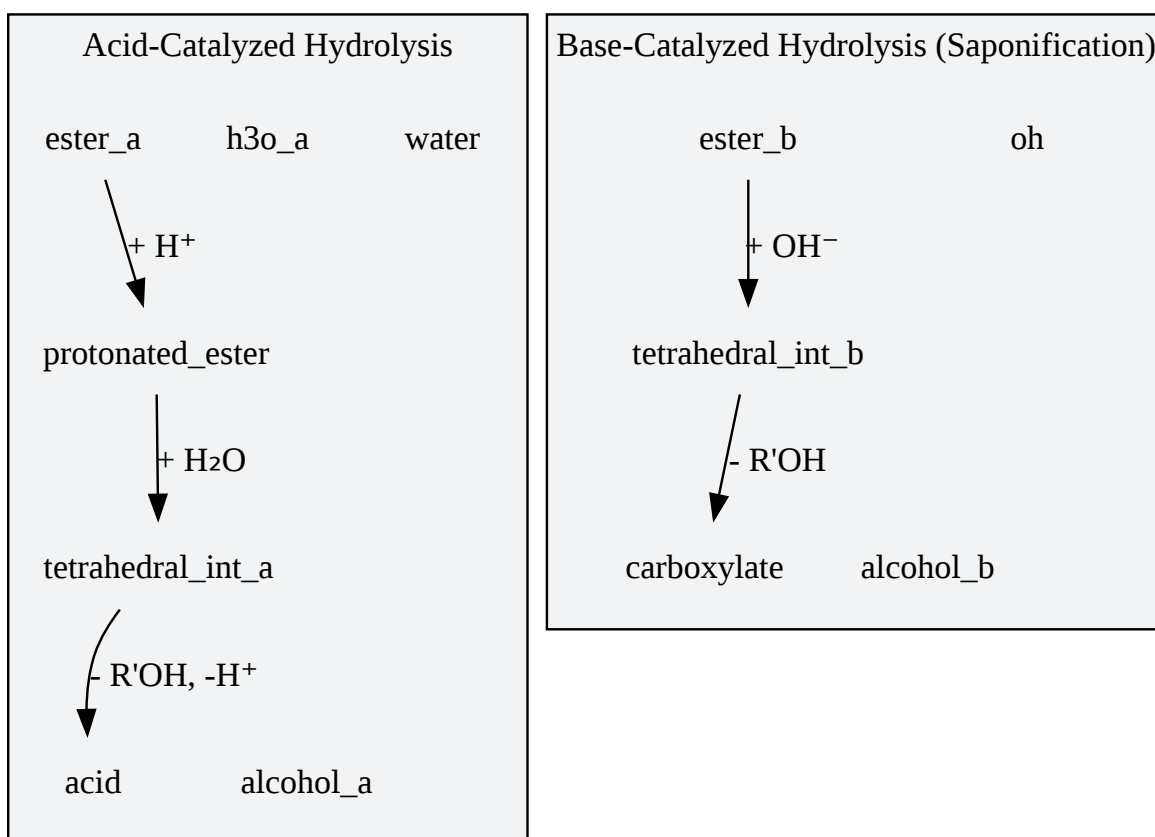 Acid-Catalyzed Hydrolysis
ester_a h3o_a water
+ H⁺
protonated_ester
+ H₂O
tetrahedral_int_a
- R'OH, -H⁺
acid alcohol_a
Base-Catalyzed Hydrolysis (Saponification)
ester_b oh
+ OH⁻
tetrahedral_int_b
- R'OH
carboxylate alcohol_b